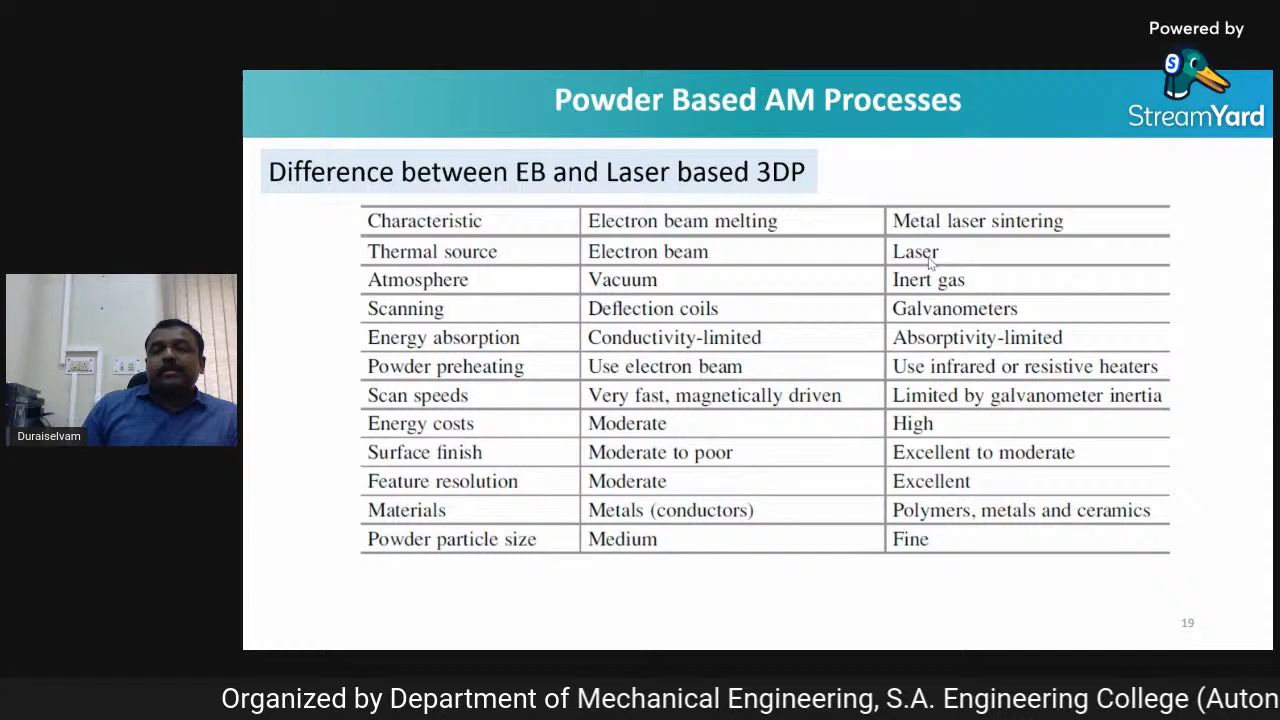 Powered by
StreamYard
Powder Based AM Processes
Difference between EB and Laser based 3DP
Characteristic Electron beam melting Metal laser sintering
Thermal source Electron beam Laser
Atmosphere Vacuum Inert gas
Scanning Deflection coils Galvanometers
Energy absorption Conductivity-limited Absorptivity-limited
Powder preheating Use electron beam Use infrared or resistive heaters
Scan speeds Very fast, magnetically driven Limited by galvanometer inertia
Energy costs Moderate High
Surface finish Moderate to poor Excellent to moderate
Feature resolution Moderate Excellent
Materials Metals (conductors) Polymers, metals and ceramics
Powder particle size Medium Fine
19
Duraiselvam
Organized by Department of Mechanical Engineering, S.A. Engineering College (Auton